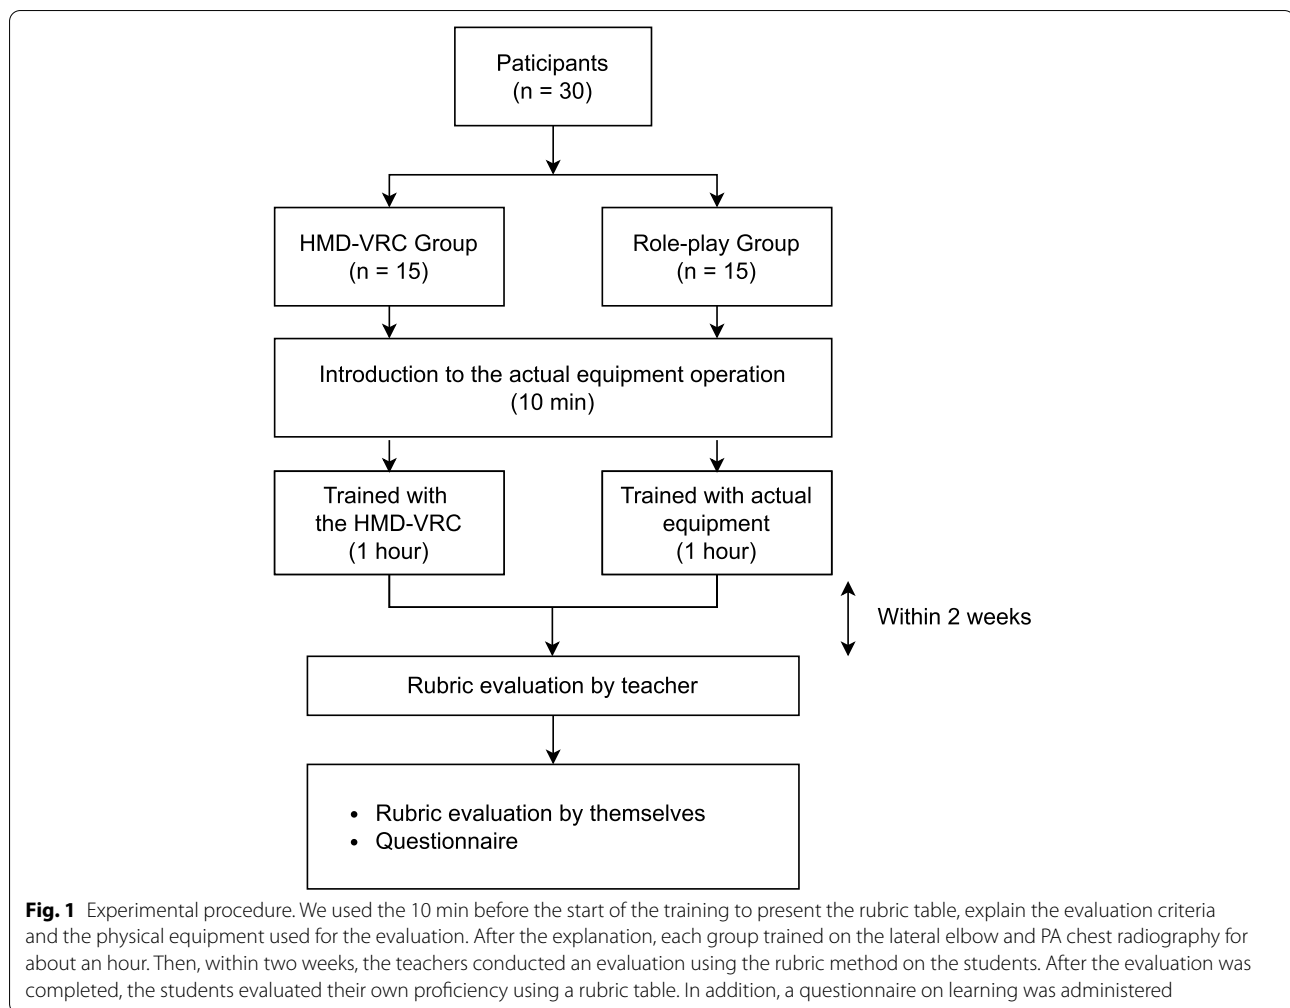 Paticipants
(n = 30)
HMD-VRC Group
(n = 15)
Role-play Group
(n = 15)
Introduction to the actual equipment operation
(10 min)
Trained with
the HMD-VRC
(1 hour)
Trained with actual
equipment
(1 hour)
Within 2 weeks
Rubric evaluation by teacher
• Rubric evaluation by themselves
• Questionnaire
Fig. 1 Experimental procedure. We used the 10 min before the start of the training to present the rubric table, explain the evaluation criteria
and the physical equipment used for the evaluation. After the explanation, each group trained on the lateral elbow and PA chest radiography for
about an hour. Then, within two weeks, the teachers conducted an evaluation using the rubric method on the students. After the evaluation was
completed, the students evaluated their own proficiency using a rubric table. In addition, a questionnaire on learning was administered